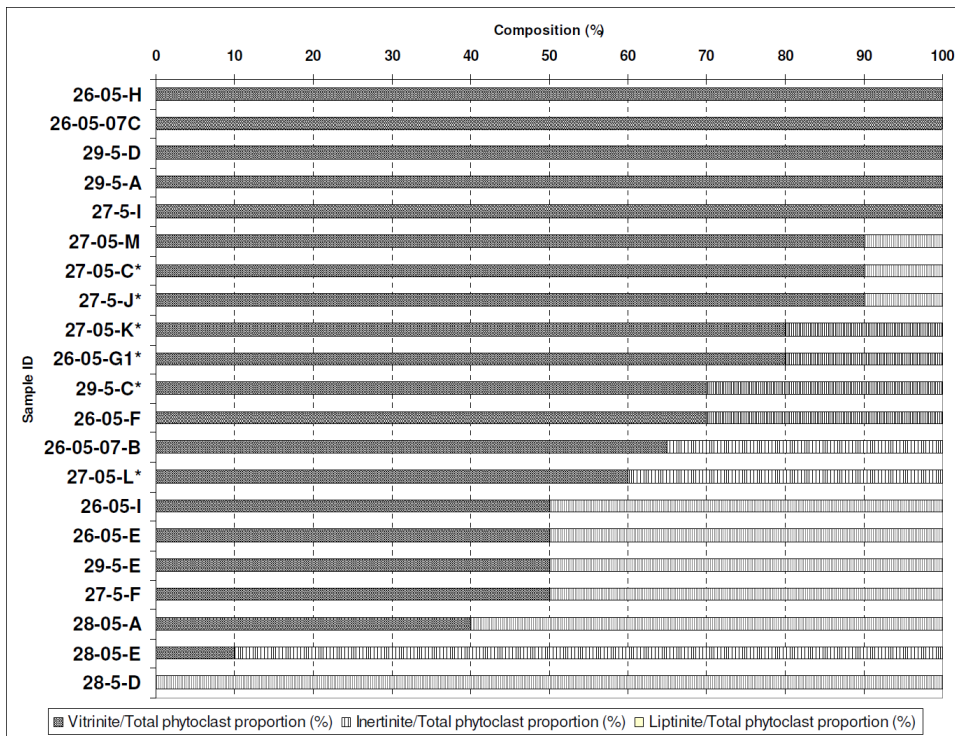 Composition (%)
0 10 20 30 40 50 60 70 80 90 100
26-05-H
26-05-07C
29-5-D
29-5-A
27-5-I
27-05-M
27-05-C*
27-5-J*
27-05-K*
26-05-G1*
29-5-C*
26-05-F
26-05-07-B
27-05-L*
26-05-I
26-05-E
29-5-E
27-5-F
28-05-A
28-05-E
28-5-D
Sample ID
Vitrinite/Total phytoclast proportion (%) Inertinite/Total phytoclast proportion (%) Liptinite/Total phytoclast proportion (%)